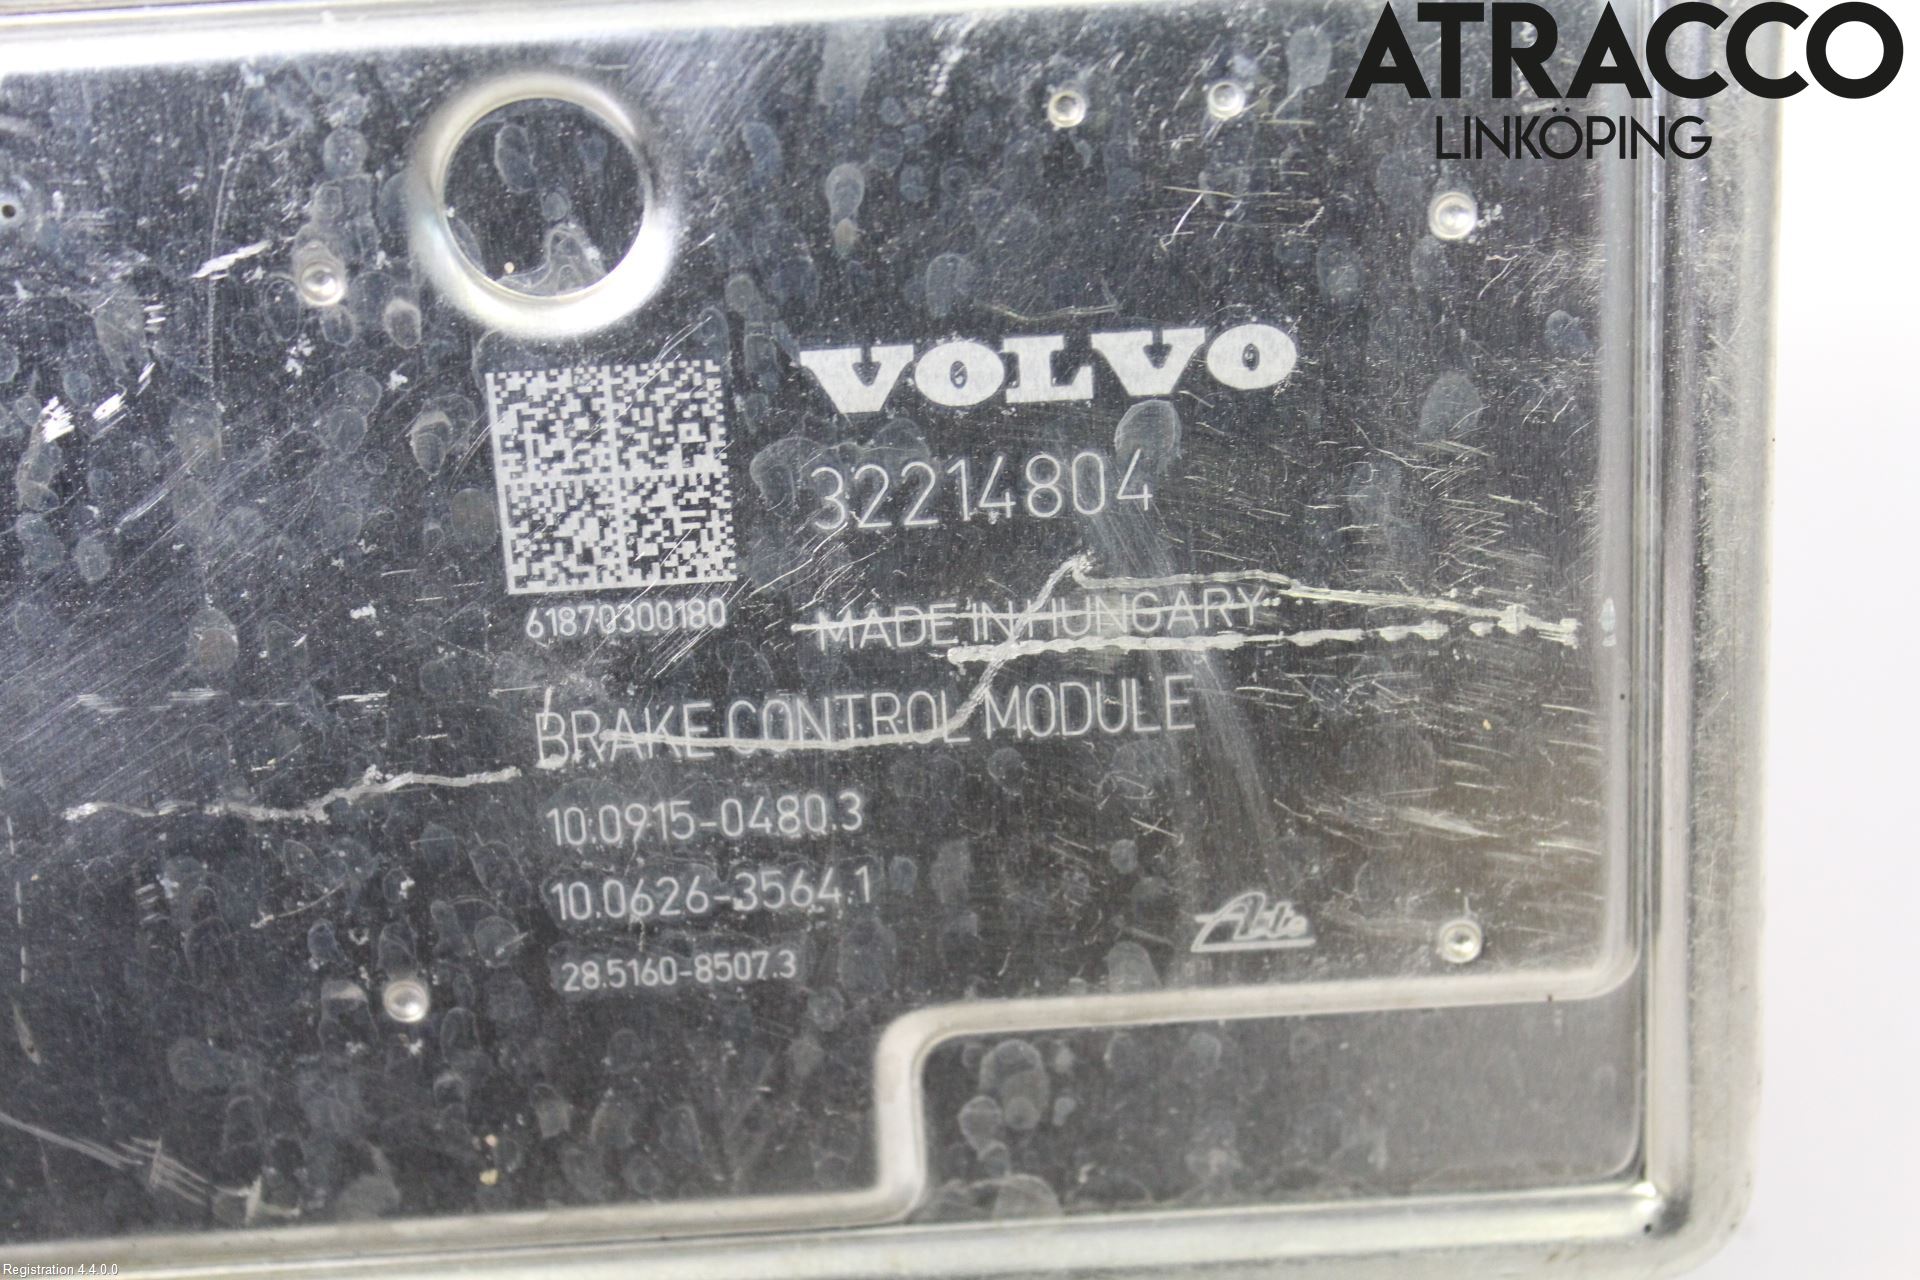 ATRACCO
LINKÖPING
VOLVO
32214804
61870300180
MADE IN HUNGARY
BRAKE CONTROL MODULE
10.0915-0480.3
10.0626-3564.1
28.5160-8507.3
Ate
Registration 4.4.0.0